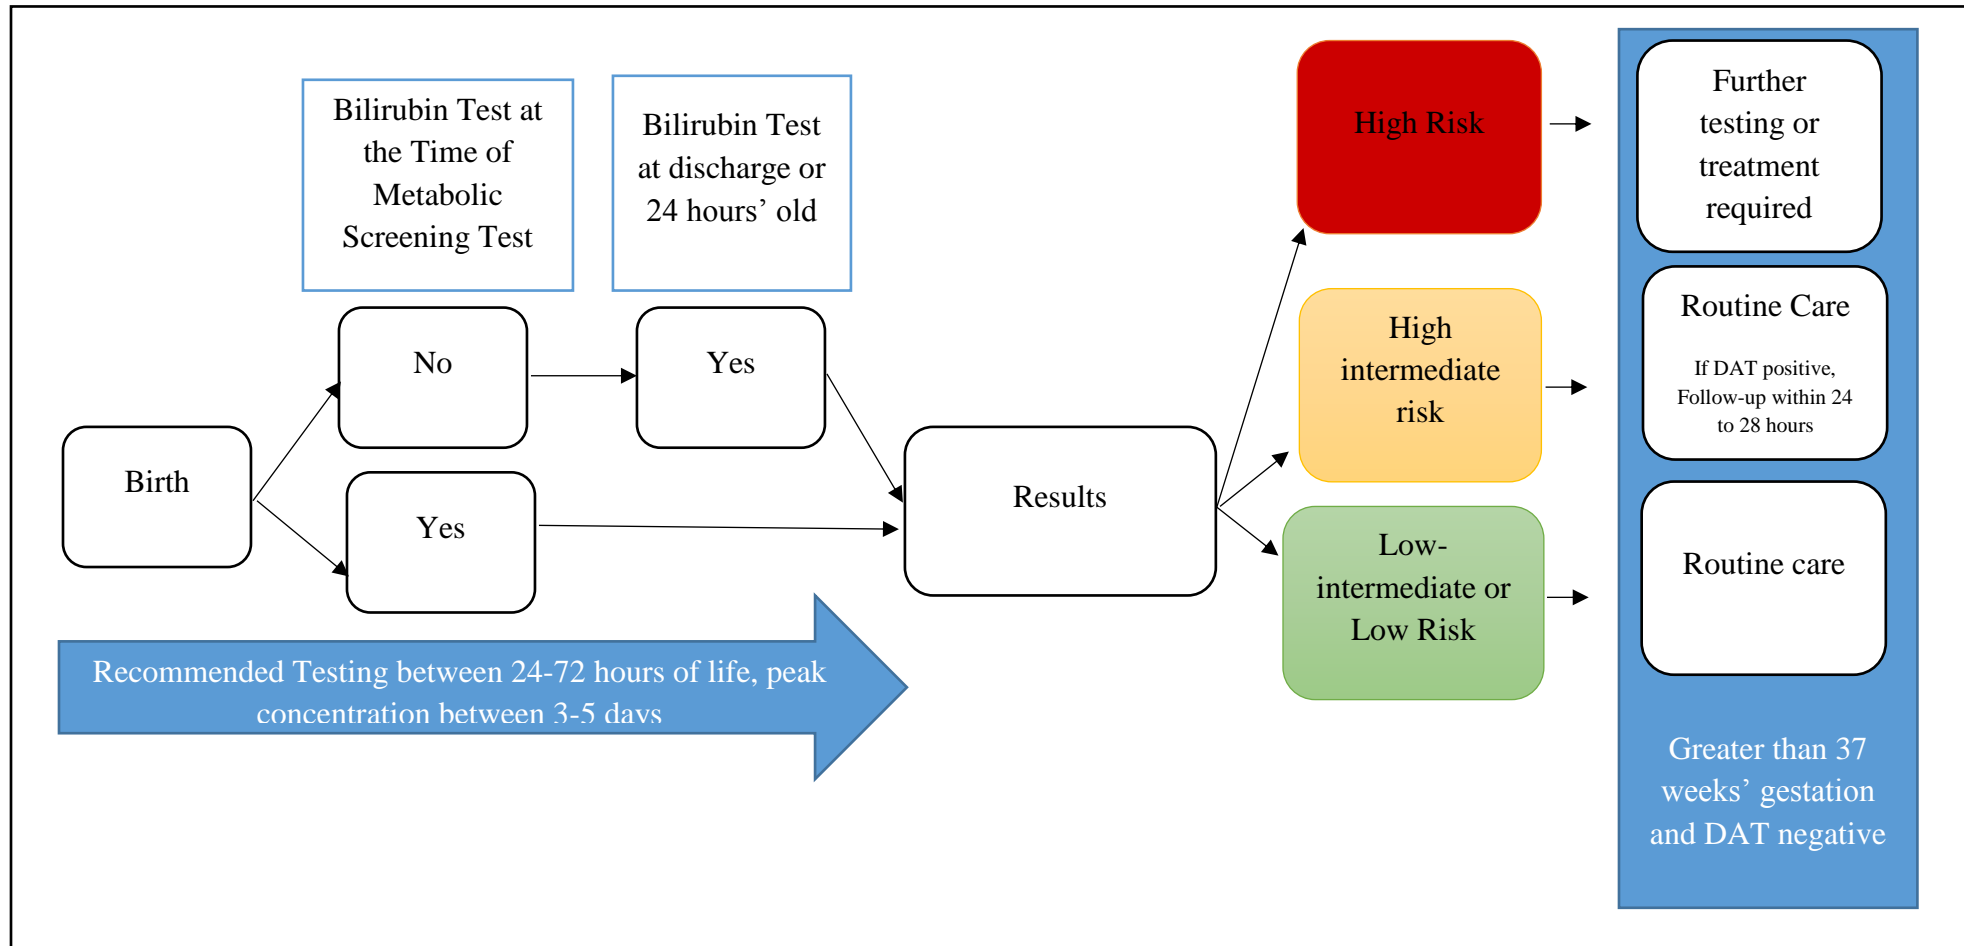 Bilirubin Test at
the Time of
Metabolic
Screening Test
Bilirubin Test
at discharge or
24 hours’ old
No
Yes
Birth
Yes
Results
High Risk
High
intermediate
risk
Low-
intermediate or
Low Risk
Further
testing or
treatment
required
Routine Care
If DAT positive,
Follow-up within 24
to 28 hours
Routine care
Greater than 37
weeks’ gestation
and DAT negative
Recommended Testing between 24-72 hours of life, peak
concentration between 3-5 days